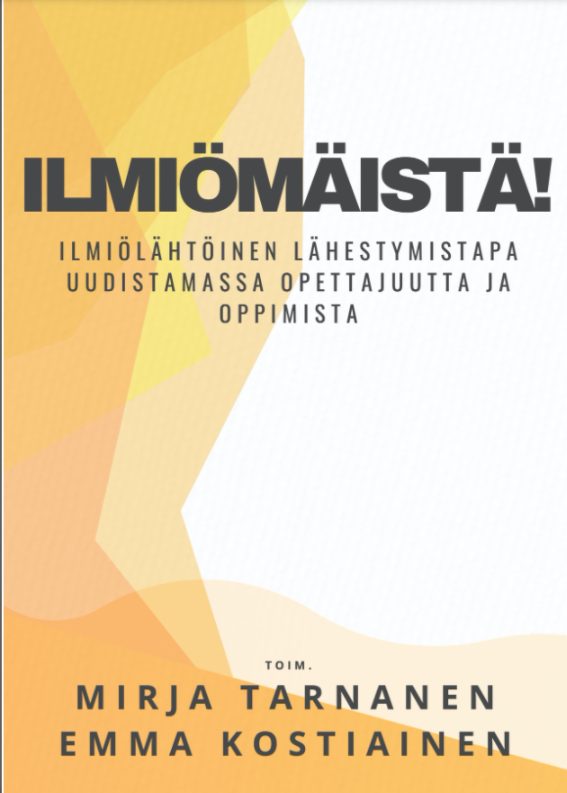 ILMIÖMÄISTÄ!
ILMIÖLÄHTÖINEN LÄHESTYMISTAPA
UUDISTAMASSA OPETTAJUUTTA JA
OPPIMISTA
TOIM.
MIRJA TARNANEN
EMMA KOSTIAINEN